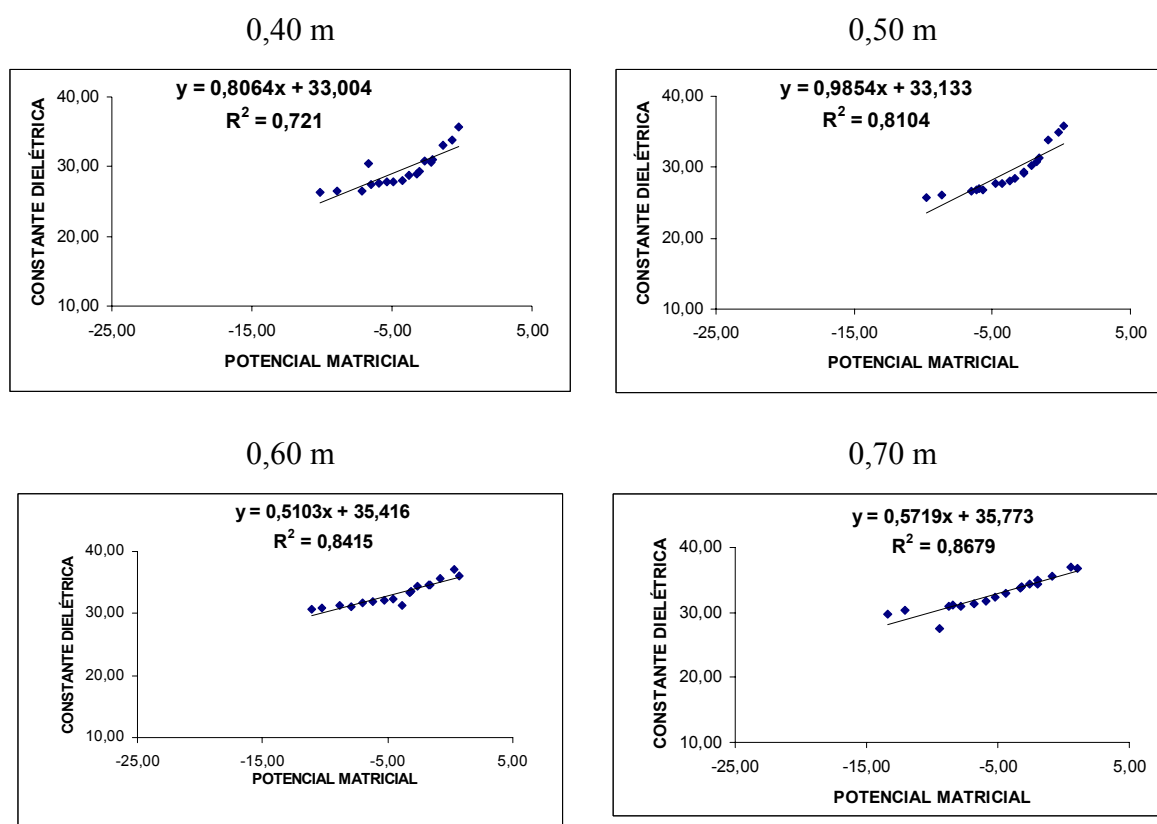 0,40 m
y = 0,8064x + 33,004
R² = 0,721
CONSTANTE DIELÉTRICA
40,00
30,00
20,00
10,00
-25,00 -15,00 -5,00 5,00
POTENCIAL MATRICIAL
0,50 m
y = 0,9854x + 33,133
R² = 0,8104
CONSTANTE DIELÉTRICA
40,00
30,00
20,00
10,00
-25,00 -15,00 -5,00 5,00
POTENCIAL MATRICIAL
0,60 m
y = 0,5103x + 35,416
R² = 0,8415
CONSTANTE DIELÉTRICA
40,00
30,00
20,00
10,00
-25,00 -15,00 -5,00 5,00
POTENCIAL MATRICIAL
0,70 m
y = 0,5719x + 35,773
R² = 0,8679
CONSTANTE DIELÉTRICA
40,00
30,00
20,00
10,00
-25,00 -15,00 -5,00 5,00
POTENCIAL MATRICIAL